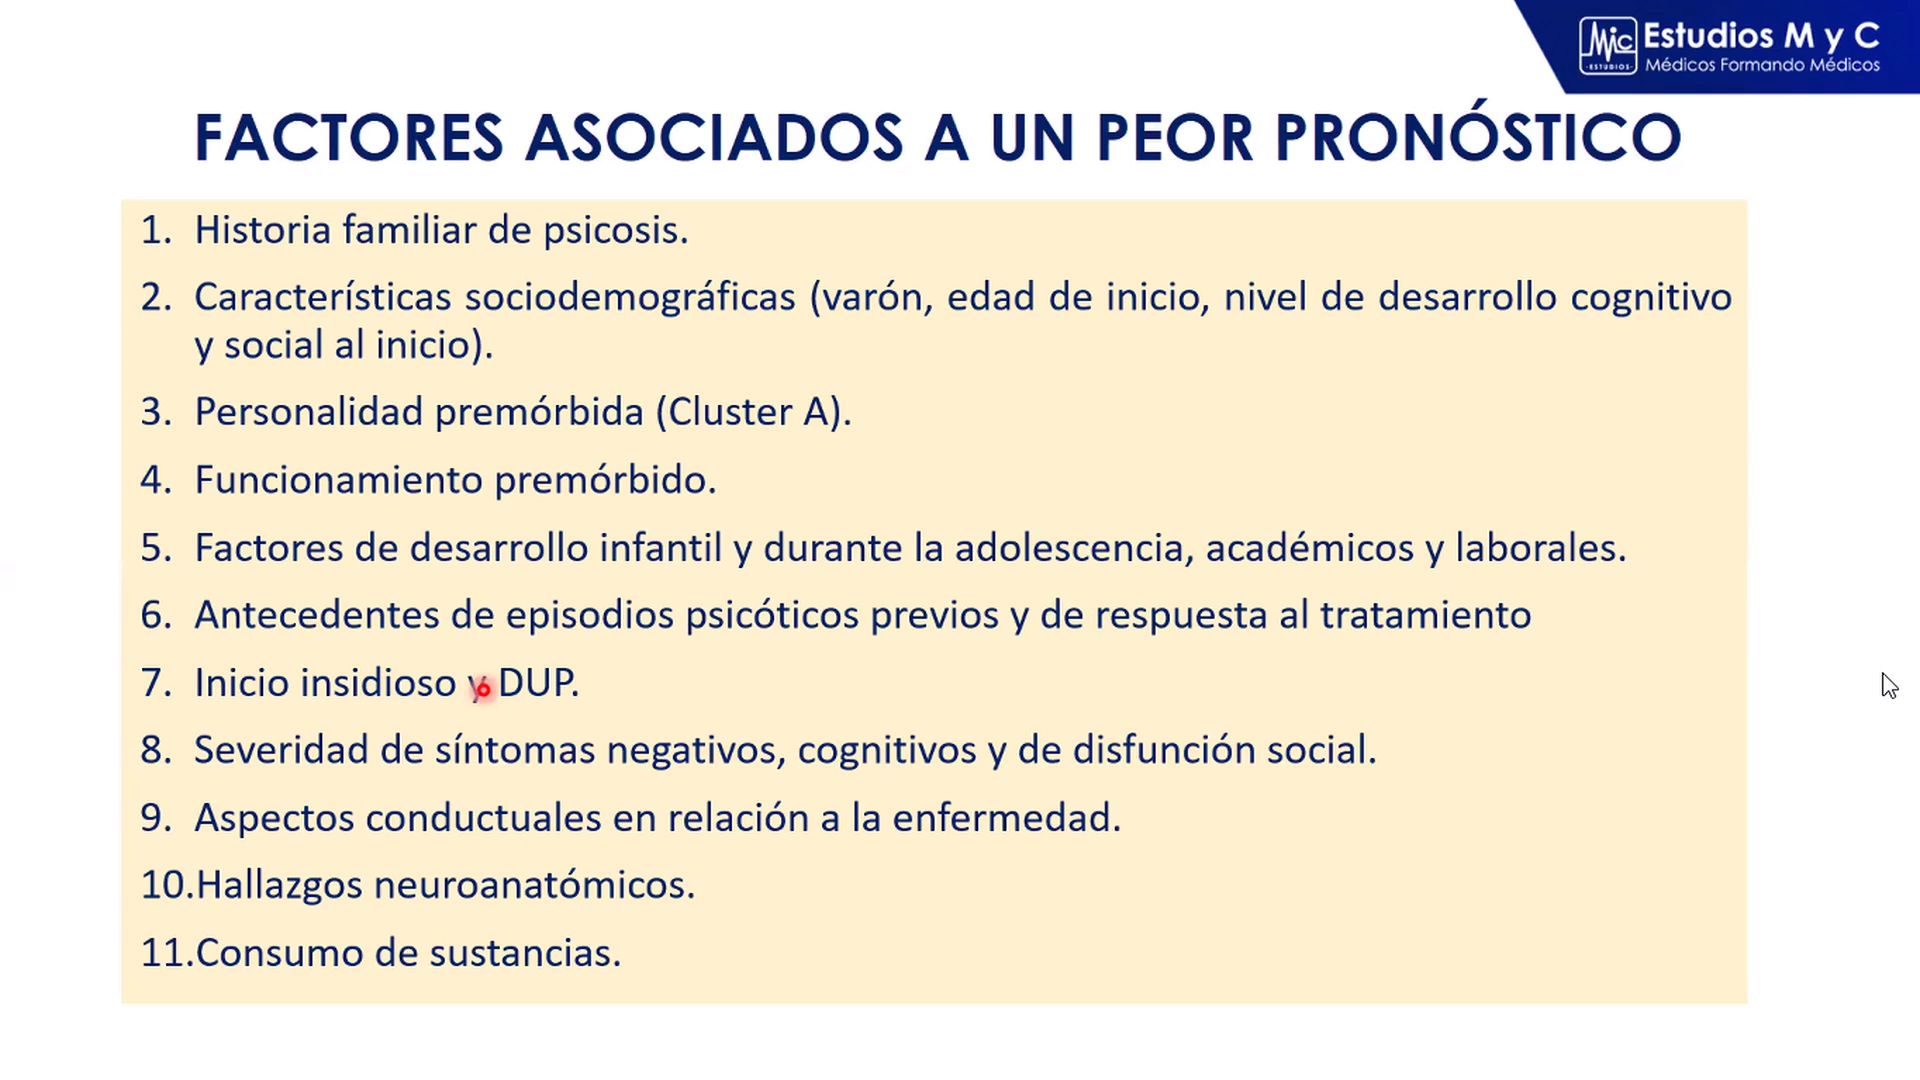 Mic
ESTUDIOS
Estudios M y C
Médicos Formando Médicos
FACTORES ASOCIADOS A UN PEOR PRONÓSTICO
1. Historia familiar de psicosis.
2. Características sociodemográficas (varón, edad de inicio, nivel de desarrollo cognitivo
y social al inicio).
3. Personalidad premórbida (Cluster A).
4. Funcionamiento premórbido.
5. Factores de desarrollo infantil y durante la adolescencia, académicos y laborales.
6. Antecedentes de episodios psicóticos previos y de respuesta al tratamiento
7. Inicio insidioso y DUP.
8. Severidad de síntomas negativos, cognitivos y de disfunción social.
9. Aspectos conductuales en relación a la enfermedad.
10.Hallazgos neuroanatómicos.
11.Consumo de sustancias.